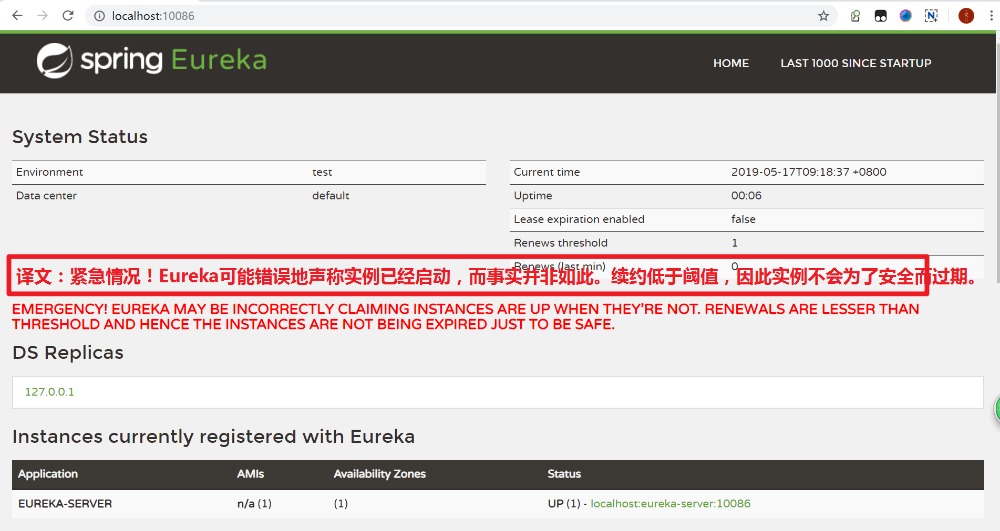 localhost:10086
spring Eureka
HOME
LAST 1000 SINCE STARTUP
System Status
Environment test
Data center default
Current time 2019-05-17T09:18:37 +0800
Uptime 00:06
Lease expiration enabled false
Renews threshold 1
Renews (last min) 0
译文：紧急情况！Eureka可能错误地声称实例已经启动，而事实并非如此。续约低于阈值，因此实例不会为了安全而过期。
EMERGENCY! EUREKA MAY BE INCORRECTLY CLAIMING INSTANCES ARE UP WHEN THEY'RE NOT. RENEWALS ARE LESSER THAN
THRESHOLD AND HENCE THE INSTANCES ARE NOT BEING EXPIRED JUST TO BE SAFE.
DS Replicas
127.0.0.1
Instances currently registered with Eureka
Application AMIs Availability Zones Status
EUREKA-SERVER n/a (1) (1) UP (1) - localhost:eureka-server:10086